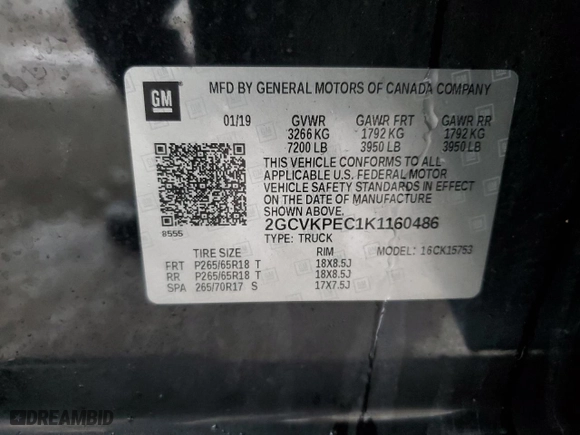 GM
MFD BY GENERAL MOTORS OF CANADA COMPANY
01/19 GVWR GAWR FRT GAWR RR
3266 KG 1792 KG 1792 KG
7200 LB 3950 LB 3950 LB
THIS VEHICLE CONFORMS TO ALL
APPLICABLE U.S. FEDERAL MOTOR
VEHICLE SAFETY STANDARDS IN EFFECT
ON THE DATE OF MANUFACTURE
SHOWN ABOVE.
2GCVKPEC1K1160486
8555
TYPE: TRUCK
MODEL: 16CK15753
TIRE SIZE RIM
FRT P265/65R18 T 18X8.5J
RR P265/65R18 T 18X8.5J
SPA 265/70R17 S 17X7.5J
DREAMBID